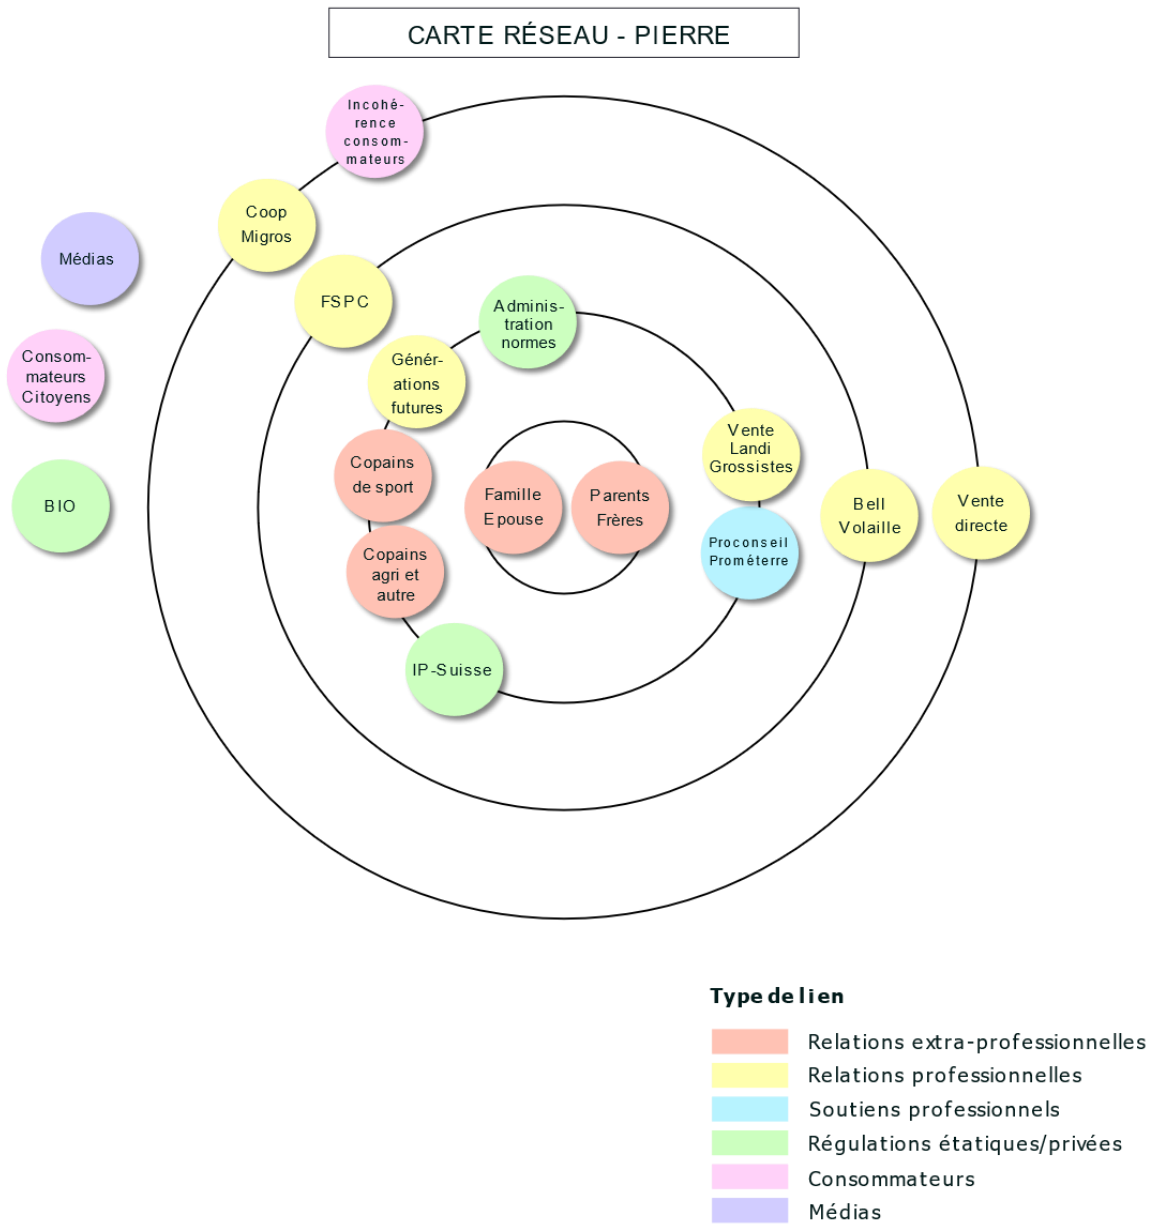 CARTE RÉSEAU - PIERRE
Incohé-
rence
consom-
mateurs
Coop
Migros
Médias
FSPC
Adminis-
tration
normes
Consom-
mateurs
Citoyens
Génér-
ations
futures
Vente
Landi
Grossistes
Copains
de sport
Famille
Epouse
Parents
Frères
Bell
Volaille
Vente
directe
BIO
Proconseil
Prométerre
Copains
agri et
autre
IP-Suisse
Type de lien
Relations extra-professionnelles
Relations professionnelles
Soutiens professionnels
Régulations étatiques/privées
Consommateurs
Médias